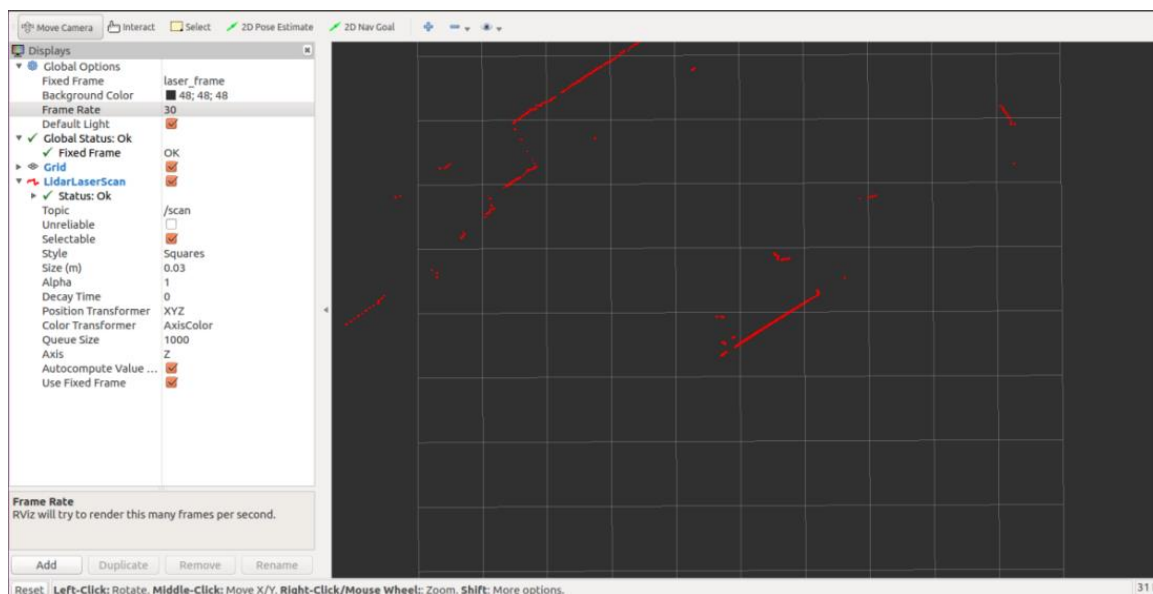 Move Camera Interact Select 2D Pose Estimate 2D Nav Goal
Displays
Global Options
Fixed Frame laser_frame
Background Color 48; 48; 48
Frame Rate 30
Default Light
Global Status: Ok
Fixed Frame OK
Grid
LidarLaserScan
Status: Ok
Topic /scan
Unreliable
Selectable
Style Squares
Size (m) 0.03
Alpha 1
Decay Time 0
Position Transformer XYZ
Color Transformer AxisColor
Queue Size 1000
Axis Z
Autocompute Value ...
Use Fixed Frame
Frame Rate
RViz will try to render this many frames per second.
Add Duplicate Remove Rename
Reset Left-Click: Rotate. Middle-Click: Move X/Y. Right-Click/Mouse Wheel:: Zoom. Shift: More options. 31